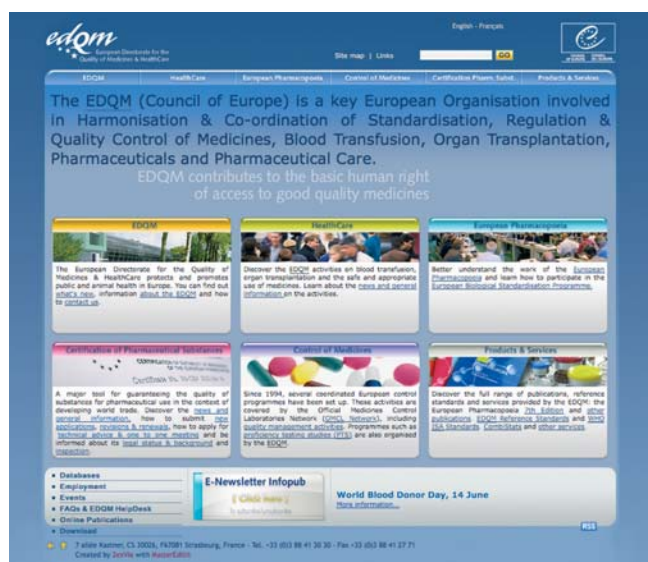 English - Français
edqm
European Directorate for the
Quality of Medicines & HealthCare
Site map | Links
GO
EDQM HealthCare European Pharmacopoeia Control of Medicines Certification Pharm. Subst. Products & Services
The EDQM (Council of Europe) is a key European Organisation involved
in Harmonisation & Co-ordination of Standardisation, Regulation &
Quality Control of Medicines, Blood Transfusion, Organ Transplantation,
Pharmaceuticals and Pharmaceutical Care.
EDQM contributes to the basic human right
of access to good quality medicines
EDQM
The European Directorate for the Quality of
Medicines & HealthCare protects and promotes
public and animal health in Europe. You can find out
what's new, information about the EDQM and how
to contact us.
HealthCare
Discover the EDQM activities on blood transfusion,
organ transplantation and the safe and appropriate
use of medicines. Learn about the news and general
information on the activities.
European Pharmacopoeia
Better understand the work of the European
Pharmacopoeia and learn how to participate in the
European Biological Standardisation Programme.
Certification of Pharmaceutical Substances
A major tool for guaranteeing the quality of
substances for pharmaceutical use in the context of
developing world trade. Discover the news and
general information, how to submit new
applications, revisions & renewals, how to apply for
technical advice & one to one meeting and be
informed about its legal status & background and
inspection.
Control of Medicines
Since 1994, several coordinated European control
programmes have been set up. These activities are
covered by the Official Medicines Control
Laboratories Network (OMCL Network), including
quality management activities. Programmes such as
proficiency testing studies (PTS) are also organised
by the EDQM.
Products & Services
Discover the full range of publications, reference
standards and services provided by the EDQM: the
European Pharmacopoeia 7th Edition and other
publications, EDQM Reference Standards and WHO
ISA Standards, CombiStats and other services.
Databases
Employment
Events
FAQs & EDQM HelpDesk
Online Publications
Download
E-Newsletter Infopub
[ Click here ]
To subscribe/unsubscribe
World Blood Donor Day, 14 June
More information...
RSS
7 allée Kastner, CS 30026, F67081 Strasbourg, France - Tel. +33 (0)3 88 41 30 30 - Fax +33 (0)3 88 41 27 71
Created by ZenVia with MasterEdit